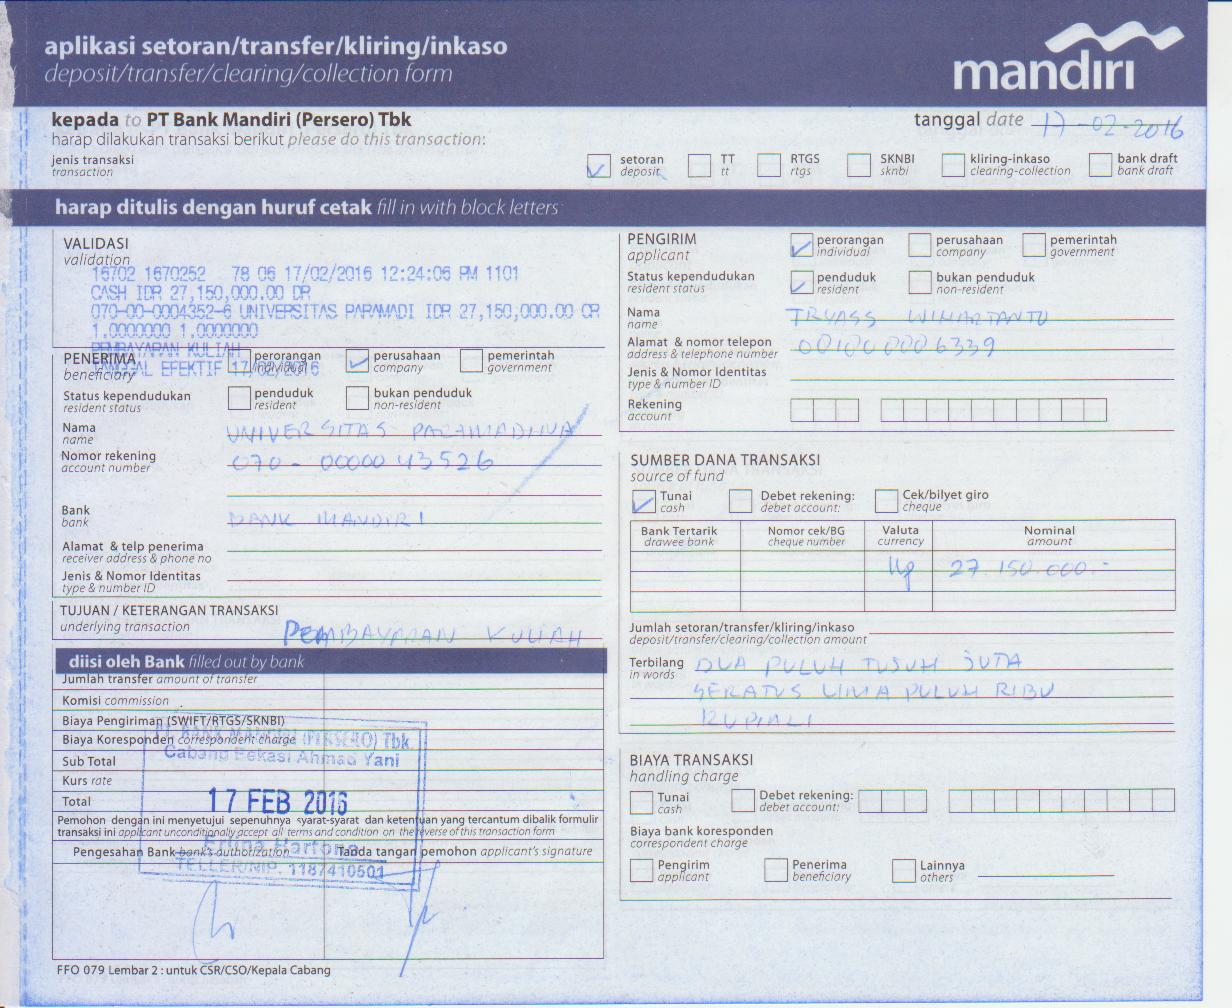 aplikasi setoran/transfer/kliring/inkaso
deposit/transfer/clearing/collection form
mandiri
kepada to PT Bank Mandiri (Persero) Tbk
tanggal date 17-02-2016
harap dilakukan transaksi berikut please do this transaction:
jenis transaksi
transaction
setoran
deposit
TT
tt
RTGS
rtgs
SKNBI
sknbi
kliring-inkaso
clearing-collection
bank draft
bank draft
harap ditulis dengan huruf cetak fill in with block letters
VALIDASI
validation
16702 1670252 78 06 17/02/2016 12:24:06 PM 1101
CASH IDR 27,150,000.00 DR
070-00-0004352-6 UNIVERSITAS PARAMADI IDR 27,150,000.00 CR
1.0000000 1.0000000
PEMBAYARAN KULIAH
TANGGAL EFEKTIF 17/02/2016
PENERIMA
beneficiary
perorangan
individual
perusahaan
company
pemerintah
government
Status kependudukan
resident status
penduduk
resident
bukan penduduk
non-resident
Nama
name
UNIVERSITAS PARAMADINA
Nomor rekening
account number
070 - 0000043526
Bank
bank
BANK MANDIRI
Alamat & telp penerima
receiver address & phone no
Jenis & Nomor Identitas
type & number ID
TUJUAN / KETERANGAN TRANSAKSI
underlying transaction
PEMBAYARAN KULIAH
diisi oleh Bank filled out by bank
Jumlah transfer amount of transfer
Komisi commission
Biaya Pengiriman (SWIFT/RTGS/SKNBI)
Biaya Koresponden correspondent charge
Sub Total
Kurs rate
Total
PT BANK MANDIRI (PERSERO) Tbk
Cabang Bekasi Ahmad Yani
17 FEB 2016
Erlina Hartono
TELLER/NIP. 1187410501
Pemohon dengan ini menyetujui sepenuhnya syarat-syarat dan ketentuan yang tercantum dibalik formulir
transaksi ini applicant unconditionally accept all terms and condition on the reverse of this transaction form
Pengesahan Bank bank's authorization
Tanda tangan pemohon applicant's signature
FFO 079 Lembar 2 : untuk CSR/CSO/Kepala Cabang
PENGIRIM
applicant
perorangan
individual
perusahaan
company
pemerintah
government
Status kependudukan
resident status
penduduk
resident
bukan penduduk
non-resident
Nama
name
WIHARTANTO
Alamat & nomor telepon
address & telephone number
Jenis & Nomor Identitas
type & number ID
Rekening
account
SUMBER DANA TRANSAKSI
source of fund
Tunai
cash
Debet rekening:
debet account:
Cek/bilyet giro
cheque
Bank Tertarik
drawee bank
Nomor cek/BG
cheque number
Valuta
currency
Nominal
amount
Rp
27.150.000.-
Jumlah setoran/transfer/kliring/inkaso
deposit/transfer/clearing/collection amount
Terbilang
in words
DUA PULUH TUJUH JUTA
SERATUS LIMA PULUH RIBU
RUPIAH
BIAYA TRANSAKSI
handling charge
Tunai
cash
Debet rekening:
debet account:
Biaya bank koresponden
correspondent charge
Pengirim
applicant
Penerima
beneficiary
Lainnya
others